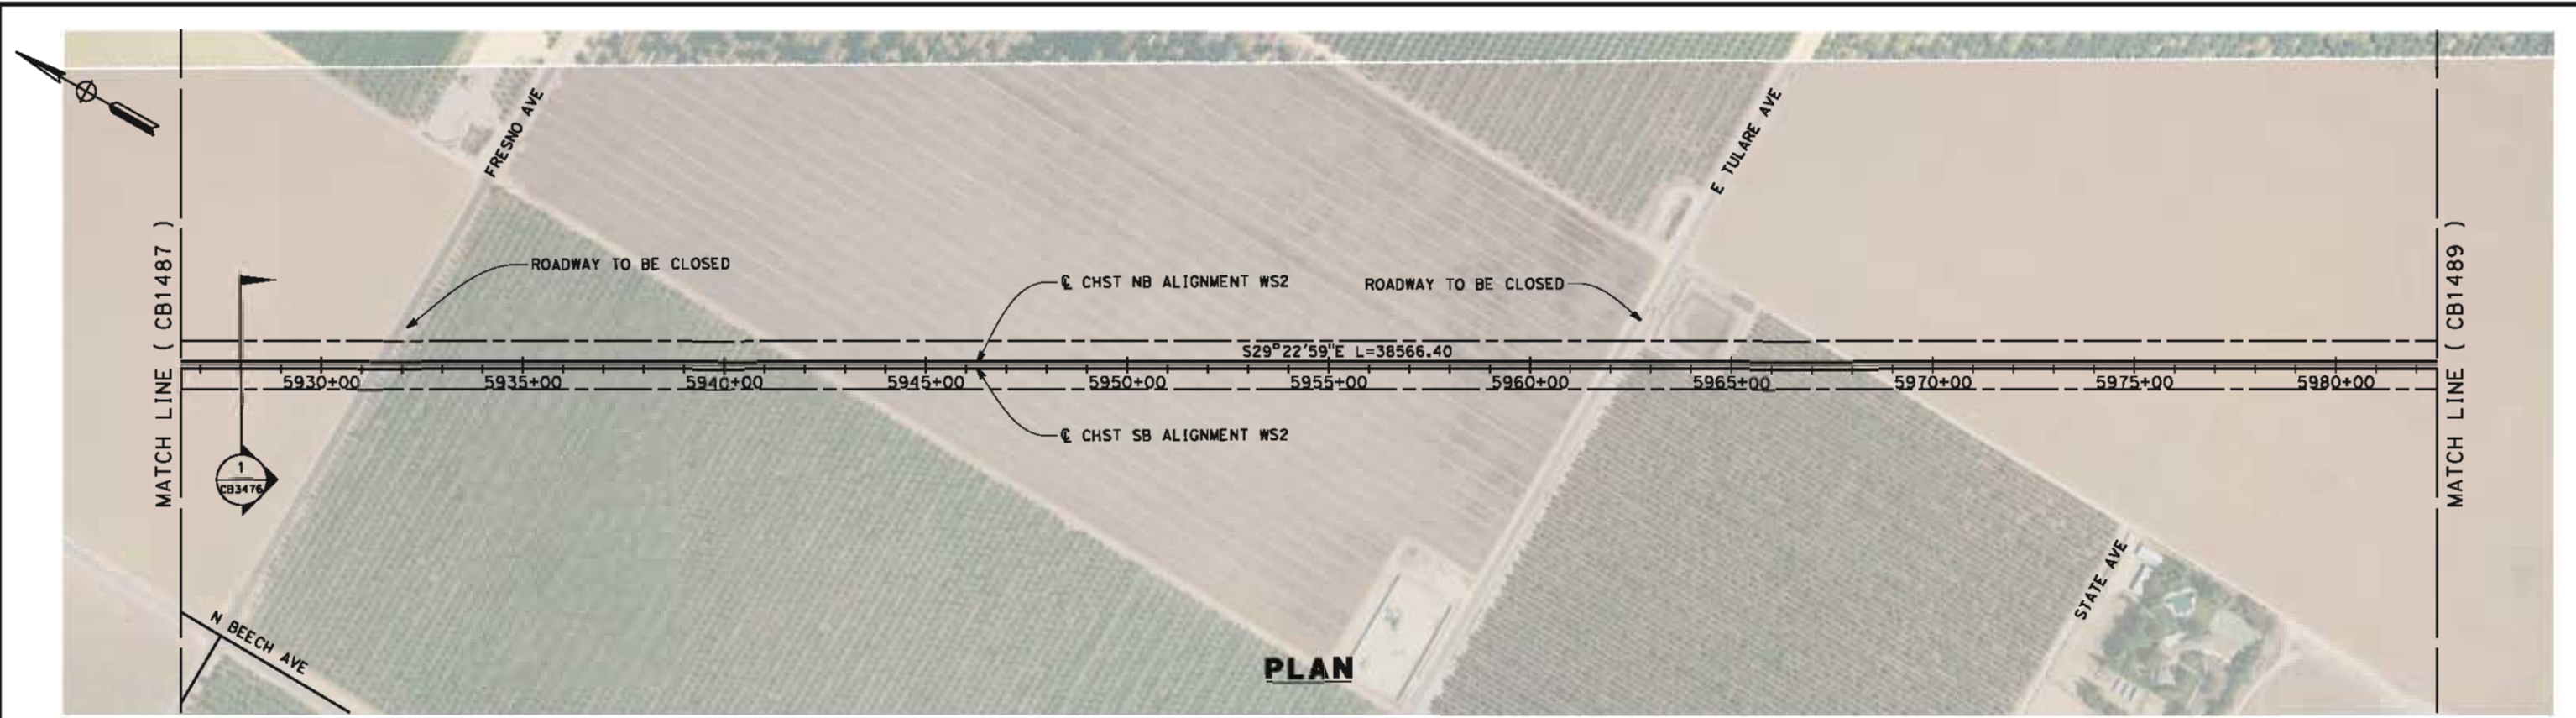 FRESNO AVE
E TULARE AVE
MATCH LINE ( CB1487 )
MATCH LINE ( CB1489 )
ROADWAY TO BE CLOSED
℄ CHST NB ALIGNMENT WS2
ROADWAY TO BE CLOSED
S29°22'59"E L=38566.40
5930+00 5935+00 5940+00 5945+00 5950+00 5955+00 5960+00 5965+00 5970+00 5975+00 5980+00
℄ CHST SB ALIGNMENT WS2
1
CB3476
STATE AVE
N BEECH AVE
PLAN